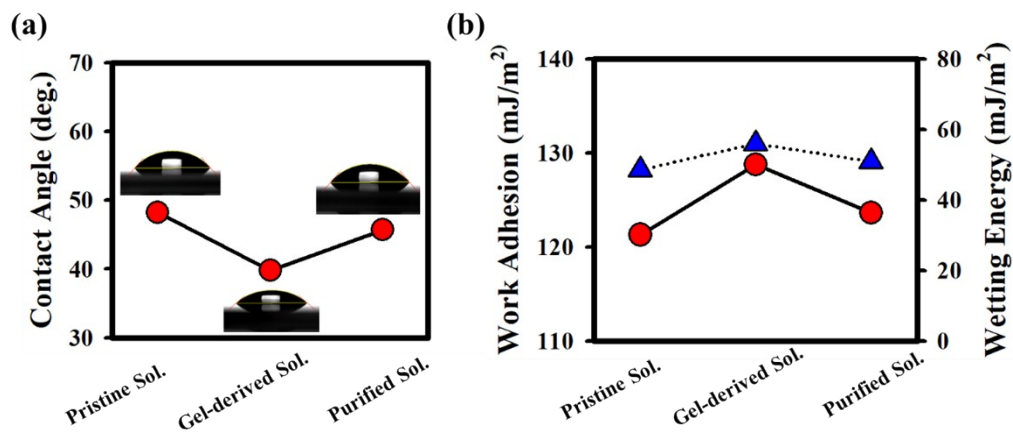 (a)
Contact Angle (deg.)
70
60
50
40
30
Pristine Sol.
Gel-derived Sol.
Purified Sol.
(b)
Work Adhesion (mJ/m²)
140
130
120
110
Wetting Energy (mJ/m²)
80
60
40
20
0
Pristine Sol.
Gel-derived Sol.
Purified Sol.